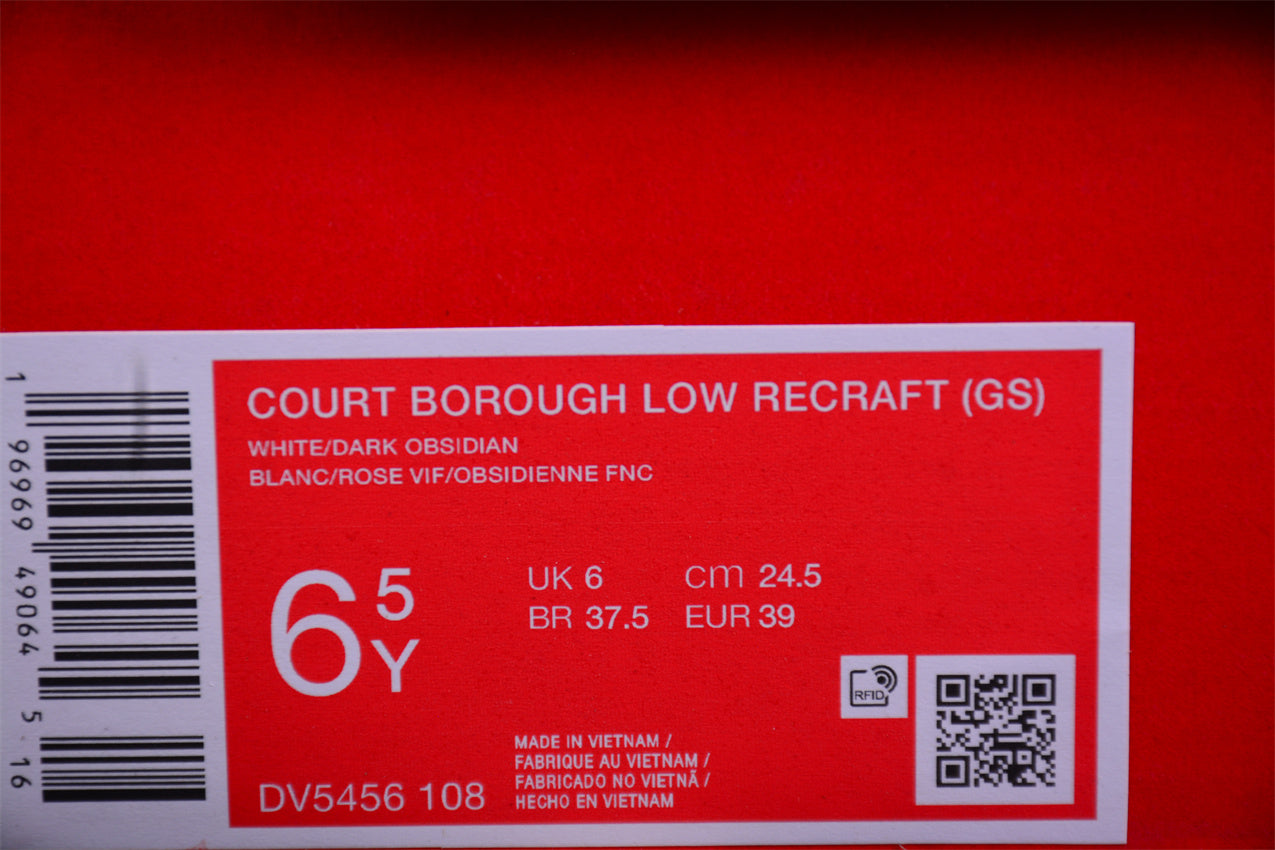 COURT BOROUGH LOW RECRAFT (GS)
WHITE/DARK OBSIDIAN
BLANC/ROSE VIF/OBSIDIENNE FNC
6 5 Y
UK 6 cm 24.5
BR 37.5 EUR 39
RFID
MADE IN VIETNAM /
FABRIQUE AU VIETNAM /
FABRICADO NO VIETNÃ /
HECHO EN VIETNAM
DV5456 108
1 96969 49064 5 16